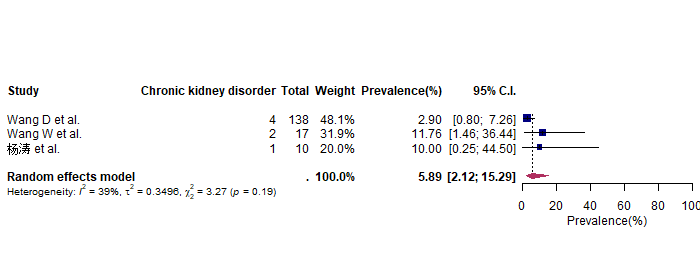 Study Chronic kidney disorder Total Weight Prevalence(%) 95% C.I.
Wang D et al. 4 138 48.1% 2.90 [0.80; 7.26]
Wang W et al. 2 17 31.9% 11.76 [1.46; 36.44]
杨涛 et al. 1 10 20.0% 10.00 [0.25; 44.50]
Random effects model . 100.0% 5.89 [2.12; 15.29]
Heterogeneity: I² = 39%, τ² = 0.3496, χ²₂ = 3.27 (p = 0.19)
0 20 40 60 80 100
Prevalence(%)